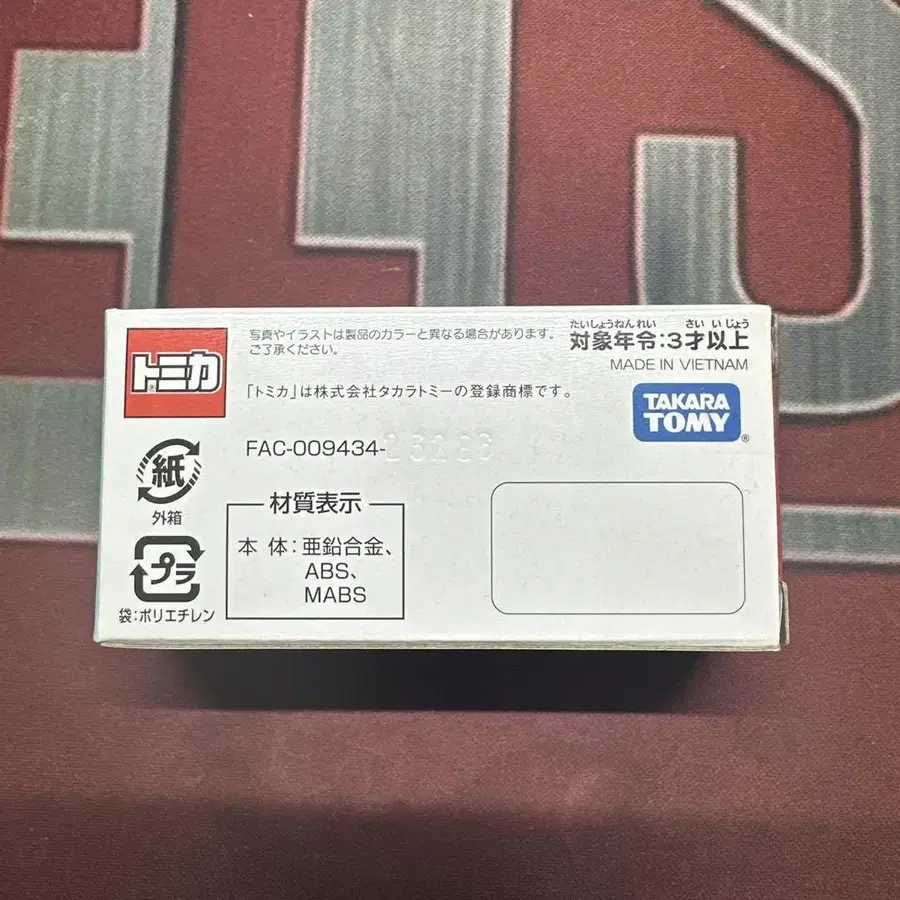 トミカ
写真やイラストは製品のカラーと異なる場合があります。
ご了承ください。
「トミカ」は株式会社タカラトミーの登録商標です。
たいしょうねんれい さい いじょう
対象年令:3才以上
MADE IN VIETNAM
TAKARA
TOMY
FAC-009434-
紙
外箱
プラ
袋:ポリエチレン
材質表示
本 体:亜鉛合金、
ABS、
MABS